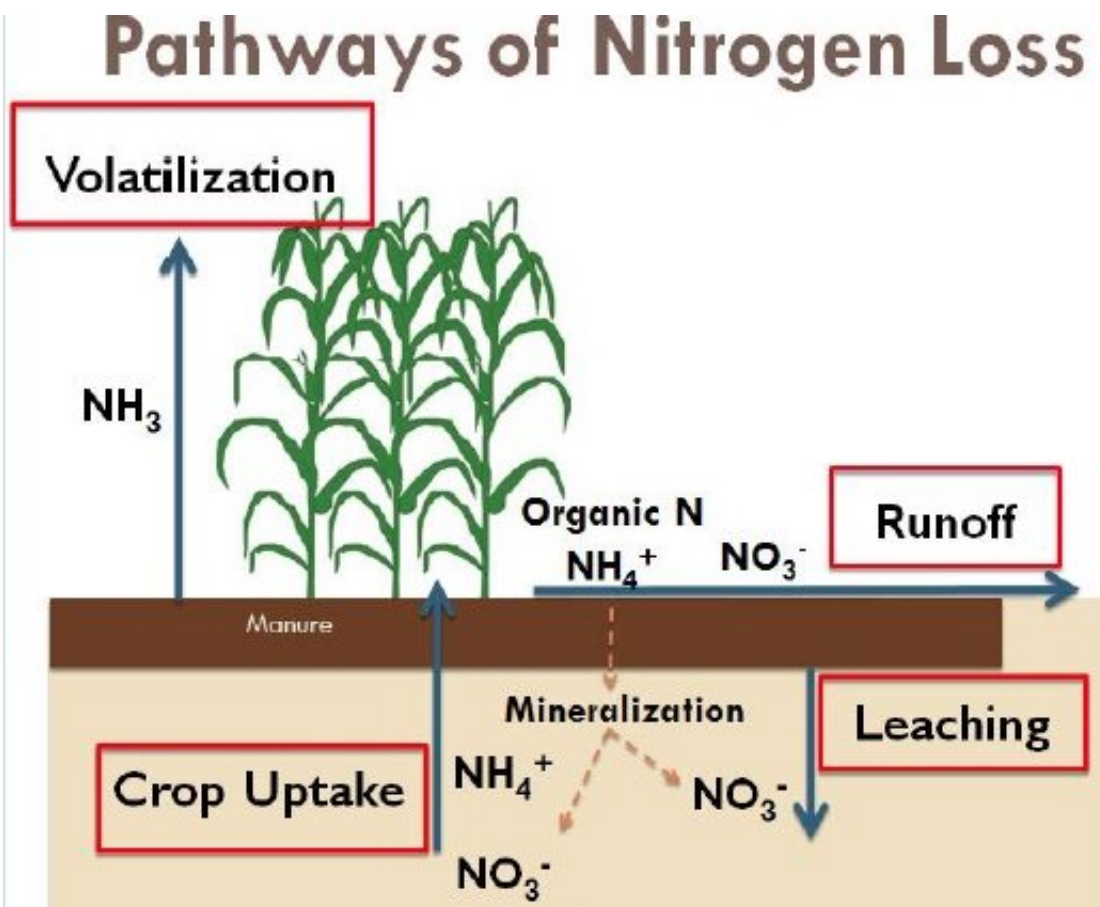 Pathways of Nitrogen Loss
Volatilization
NH₃
Organic N
NH₄⁺ NO₃⁻
Runoff
Manure
Mineralization
Leaching
Crop Uptake
NH₄⁺
NO₃⁻
NO₃⁻